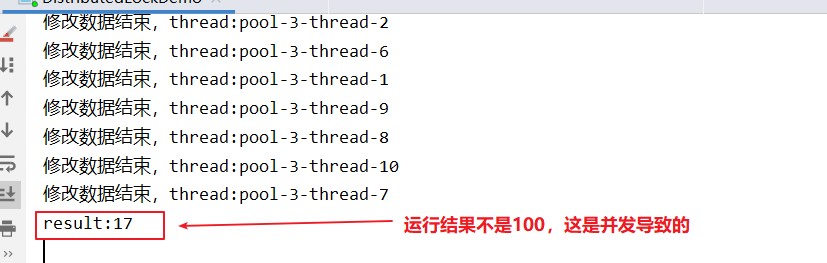 DistributedLockDemo
修改数据结束，thread:pool-3-thread-2
修改数据结束，thread:pool-3-thread-6
修改数据结束，thread:pool-3-thread-1
修改数据结束，thread:pool-3-thread-9
修改数据结束，thread:pool-3-thread-8
修改数据结束，thread:pool-3-thread-10
修改数据结束，thread:pool-3-thread-7
result:17
运行结果不是100，这是并发导致的